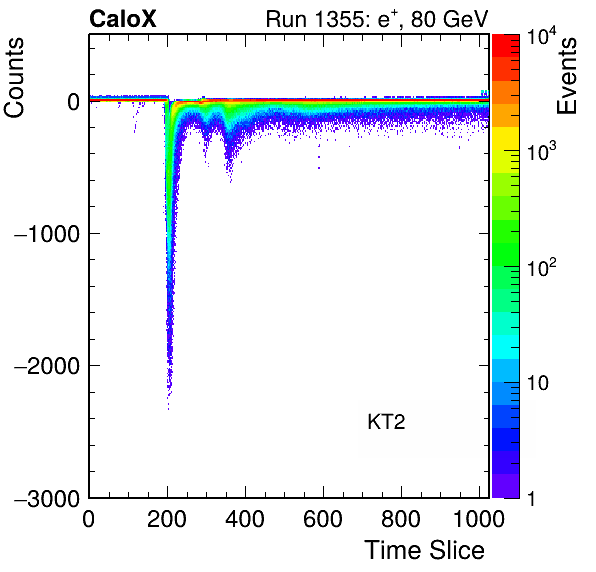 CaloX Run 1355: e⁺, 80 GeV
Counts
Events
0
−1000
−2000
−3000
0 200 400 600 800 1000
Time Slice
KT2
10⁴
10³
10²
10
1